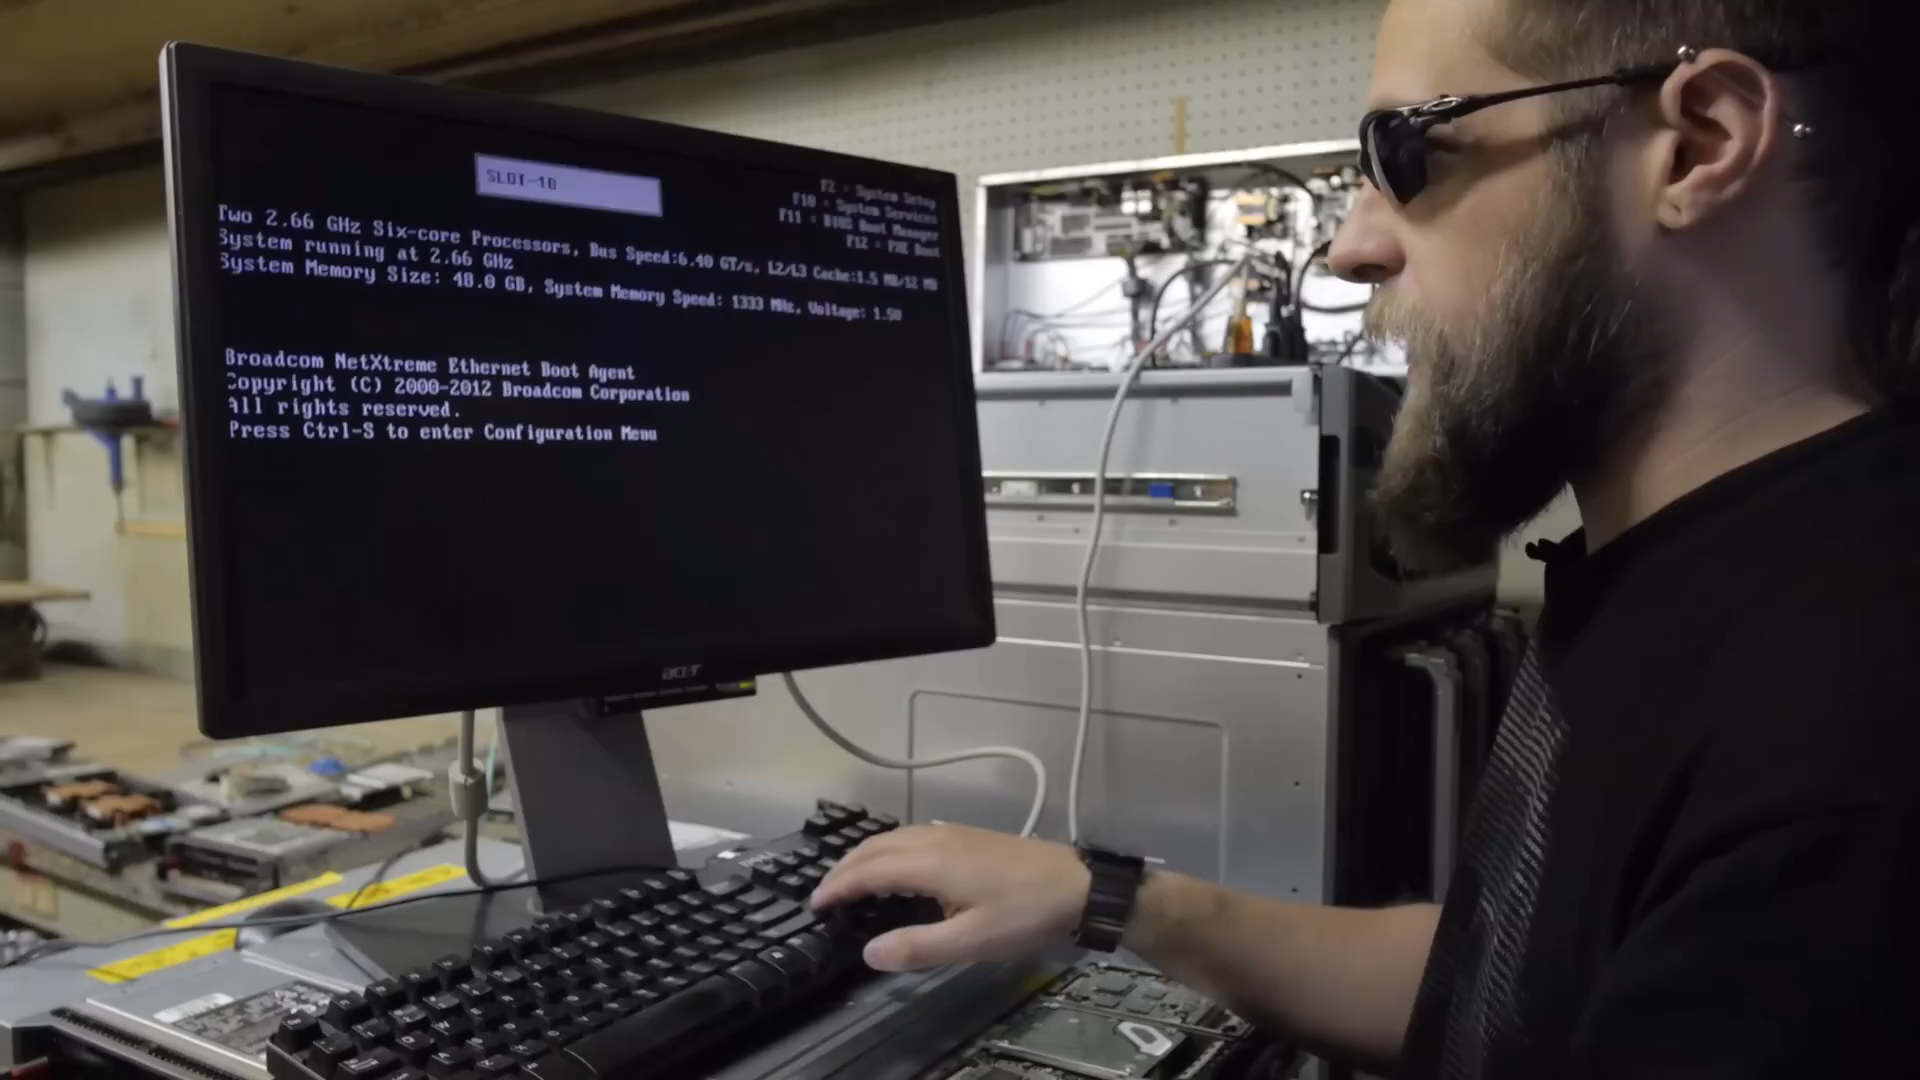 SLOT-10
F2 = System Setup
F10 = System Services
F11 = BIOS Boot Manager
F12 = PXE Boot
Two 2.66 GHz Six-core Processors, Bus Speed:6.40 GT/s, L2/L3 Cache:1.5 MB/12 MB
System running at 2.66 GHz
System Memory Size: 48.0 GB, System Memory Speed: 1333 MHz, Voltage: 1.5V
Broadcom NetXtreme Ethernet Boot Agent
Copyright (C) 2000-2012 Broadcom Corporation
All rights reserved.
Press Ctrl-S to enter Configuration Menu
acer